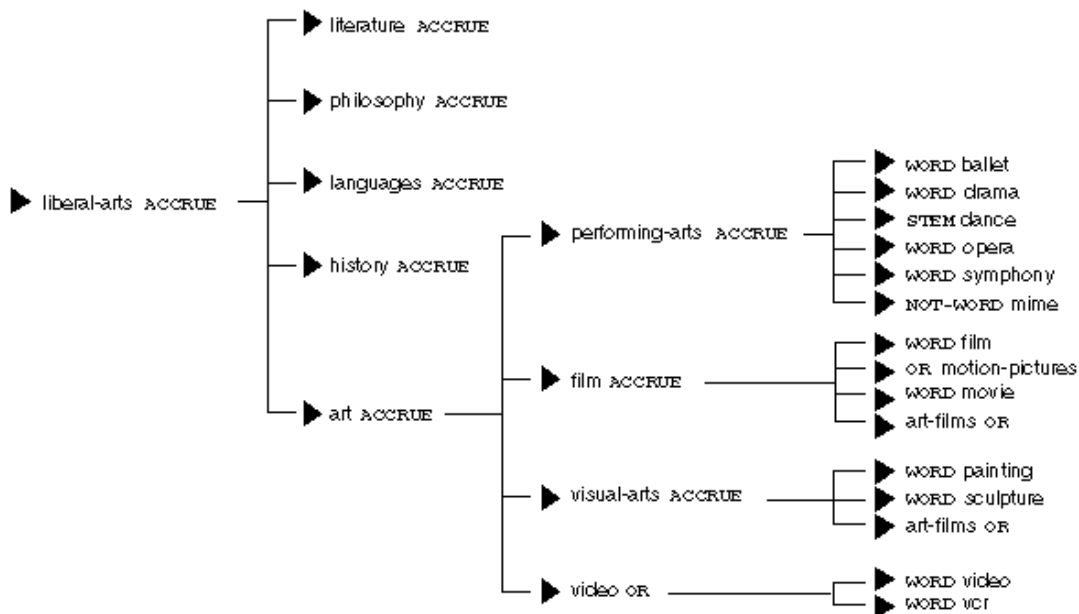 liberal-arts ACCRUE
literature ACCRUE
philosophy ACCRUE
languages ACCRUE
history ACCRUE
art ACCRUE
performing-arts ACCRUE
WORD ballet
WORD drama
STEM dance
WORD opera
WORD symphony
NOT-WORD mime
film ACCRUE
WORD film
OR motion-pictures
WORD movie
art-films OR
visual-arts ACCRUE
WORD painting
WORD sculpture
art-films OR
video OR
WORD video
WORD vcr